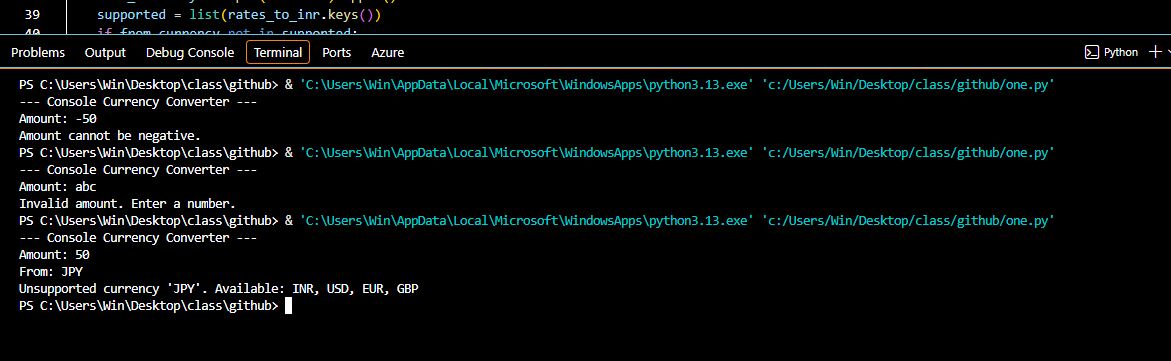 39 supported = list(rates_to_inr.keys())
40 if from_currency not in supported:
Problems Output Debug Console Terminal Ports Azure Python
PS C:\Users\Win\Desktop\class\github> & 'C:\Users\Win\AppData\Local\Microsoft\WindowsApps\python3.13.exe' 'c:/Users/Win/Desktop/class/github/one.py'
--- Console Currency Converter ---
Amount: -50
Amount cannot be negative.
PS C:\Users\Win\Desktop\class\github> & 'C:\Users\Win\AppData\Local\Microsoft\WindowsApps\python3.13.exe' 'c:/Users/Win/Desktop/class/github/one.py'
--- Console Currency Converter ---
Amount: abc
Invalid amount. Enter a number.
PS C:\Users\Win\Desktop\class\github> & 'C:\Users\Win\AppData\Local\Microsoft\WindowsApps\python3.13.exe' 'c:/Users/Win/Desktop/class/github/one.py'
--- Console Currency Converter ---
Amount: 50
From: JPY
Unsupported currency 'JPY'. Available: INR, USD, EUR, GBP
PS C:\Users\Win\Desktop\class\github>